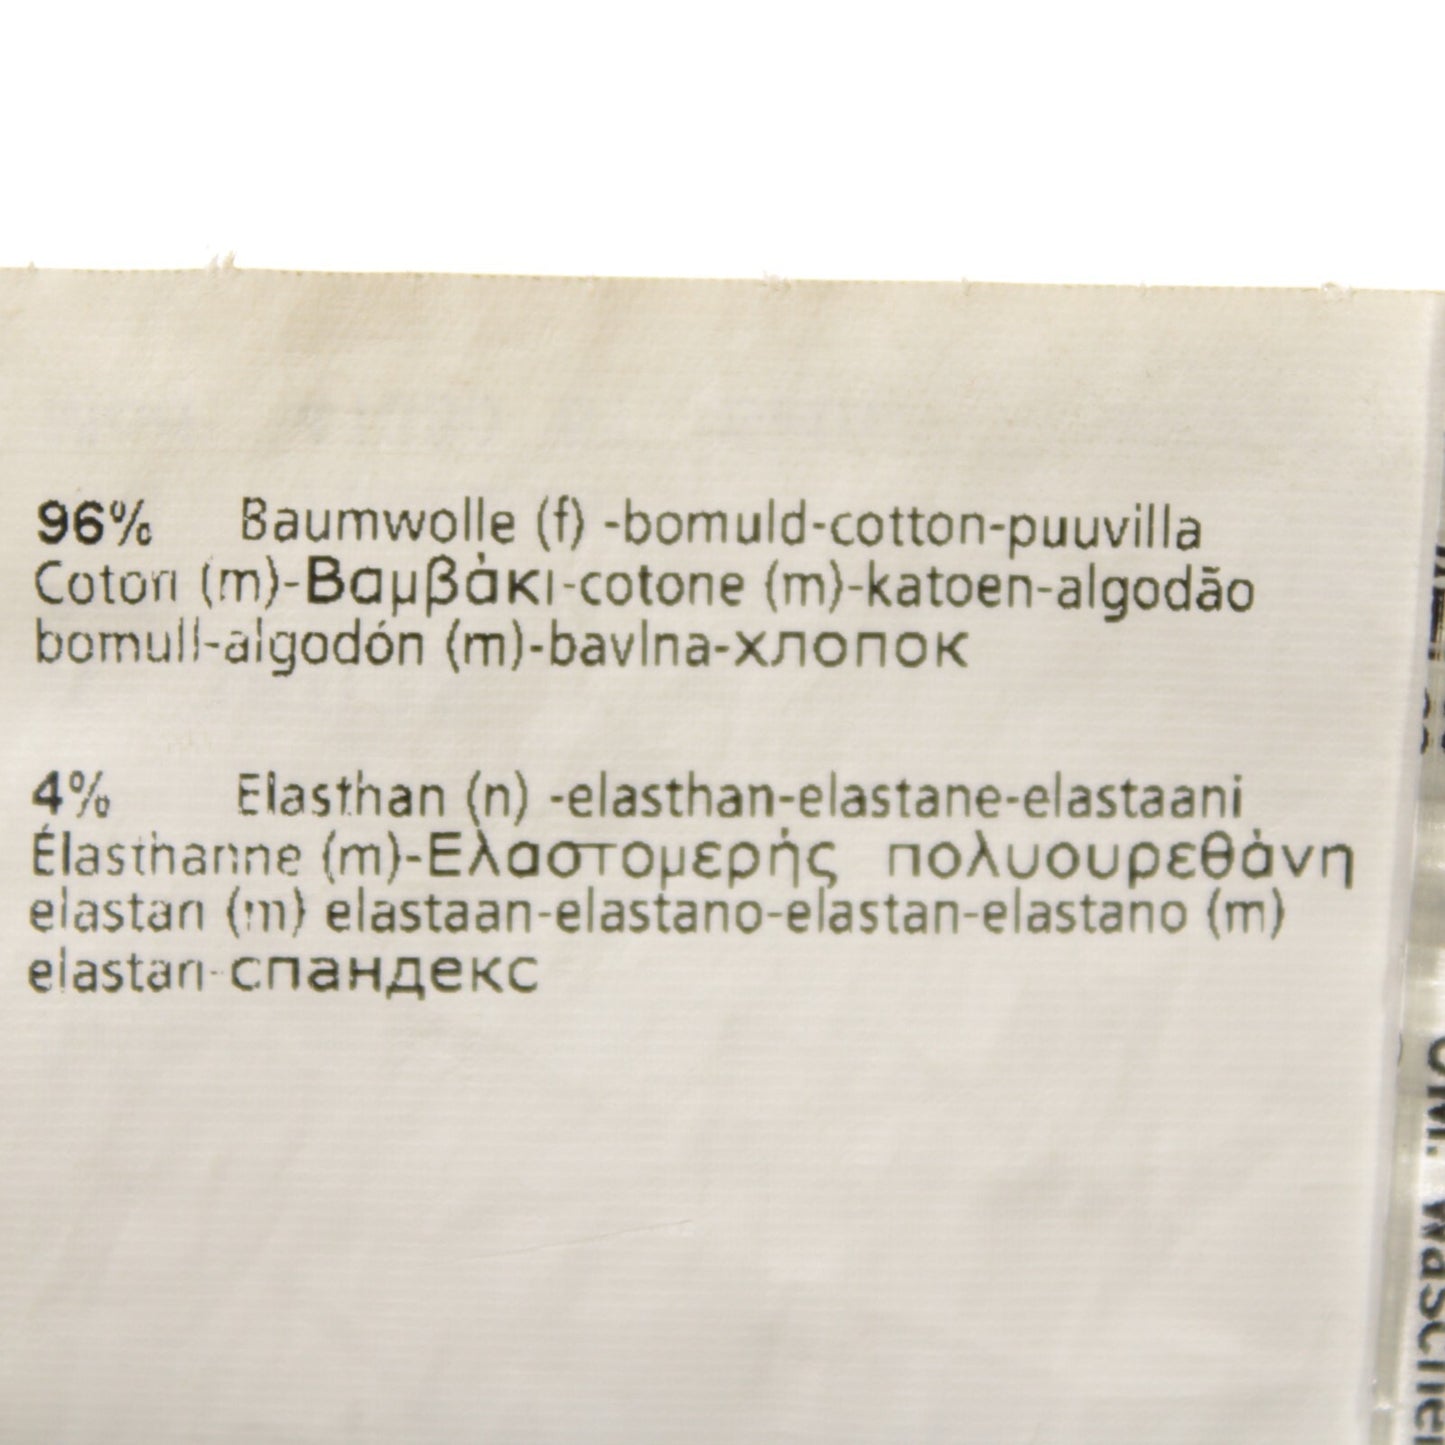 96% Baumwolle (f) -bomuld-cotton-puuvilla
Coton (m)-Βαμβάκι-cotone (m)-katoen-algodão
bomull-algodón (m)-bavlna-хлопок
4% Elasthan (n) -elasthan-elastane-elastaani
Élasthanne (m)-Ελαστομερής πολυουρεθάνη
elastan (m) elastaan-elastano-elastan-elastano (m)
elastan-спандекс